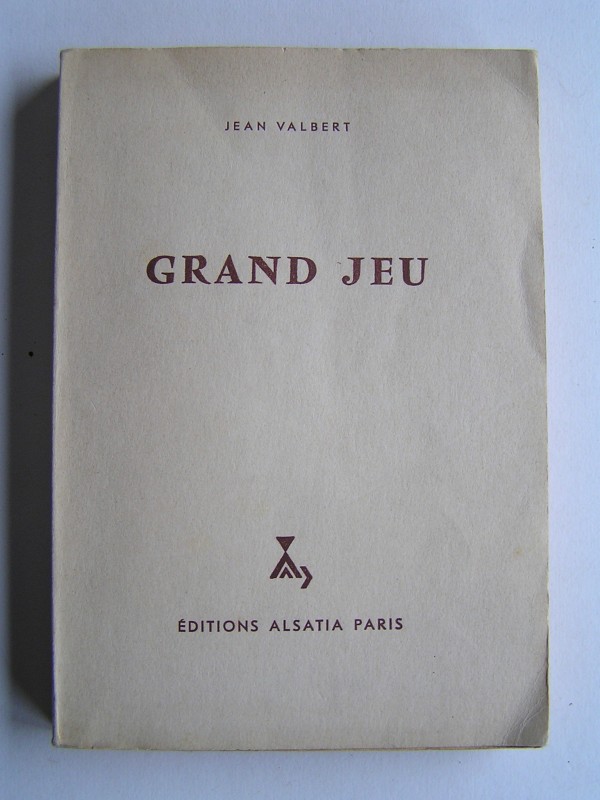 JEAN VALBERT
GRAND JEU
ÉDITIONS ALSATIA PARIS